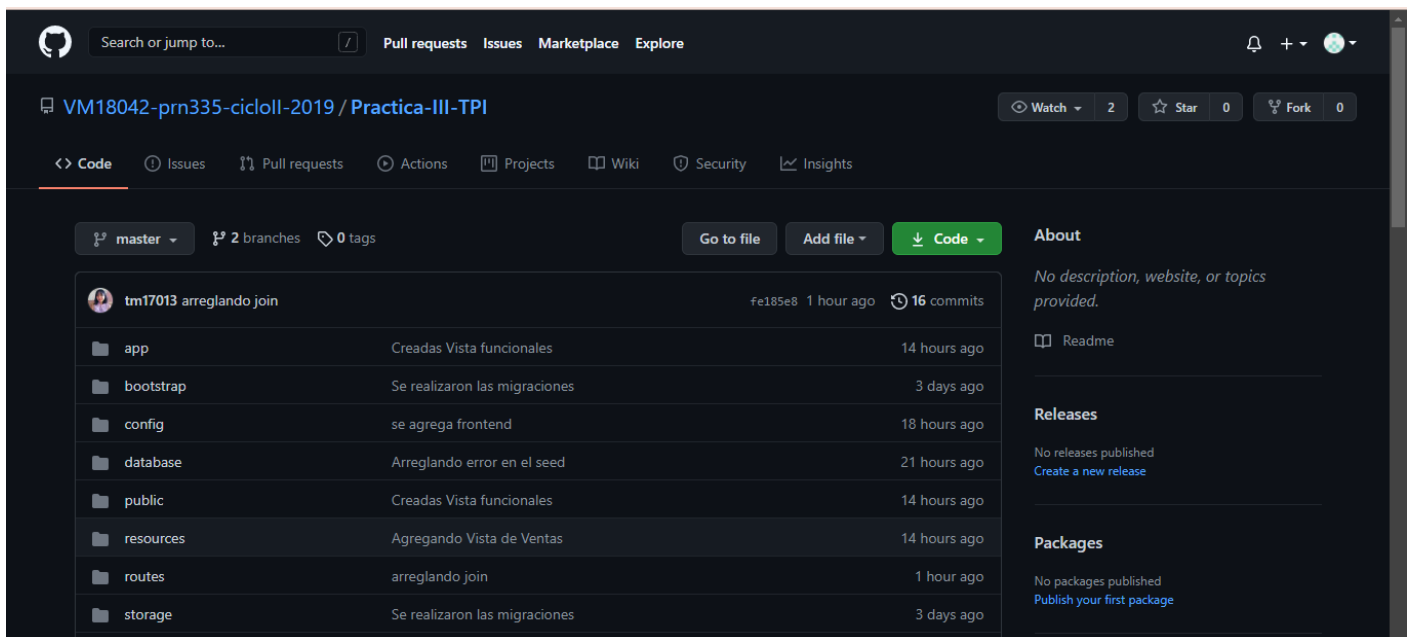 Search or jump to... / Pull requests Issues Marketplace Explore
VM18042-prn335-cicloII-2019 / Practica-III-TPI Watch 2 Star 0 Fork 0
<> Code Issues Pull requests Actions Projects Wiki Security Insights
master 2 branches 0 tags Go to file Add file Code
tm17013 arreglando join fe185e8 1 hour ago 16 commits
app Creadas Vista funcionales 14 hours ago
bootstrap Se realizaron las migraciones 3 days ago
config se agrega frontend 18 hours ago
database Arreglando error en el seed 21 hours ago
public Creadas Vista funcionales 14 hours ago
resources Agregando Vista de Ventas 14 hours ago
routes arreglando join 1 hour ago
storage Se realizaron las migraciones 3 days ago
About
No description, website, or topics
provided.
Readme
Releases
No releases published
Create a new release
Packages
No packages published
Publish your first package